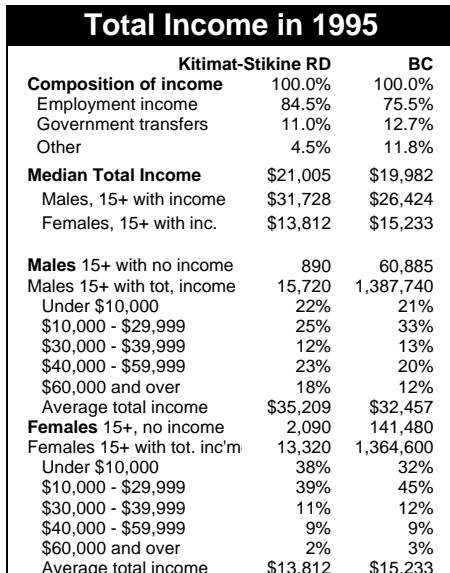 Total Income in 1995
Kitimat-Stikine RD BC
Composition of income 100.0% 100.0%
Employment income 84.5% 75.5%
Government transfers 11.0% 12.7%
Other 4.5% 11.8%
Median Total Income $21,005 $19,982
Males, 15+ with income $31,728 $26,424
Females, 15+ with inc. $13,812 $15,233
Males 15+ with no income 890 60,885
Males 15+ with tot, income 15,720 1,387,740
Under $10,000 22% 21%
$10,000 - $29,999 25% 33%
$30,000 - $39,999 12% 13%
$40,000 - $59,999 23% 20%
$60,000 and over 18% 12%
Average total income $35,209 $32,457
Females 15+, no income 2,090 141,480
Females 15+ with tot. inc'm 13,320 1,364,600
Under $10,000 38% 32%
$10,000 - $29,999 39% 45%
$30,000 - $39,999 11% 12%
$40,000 - $59,999 9% 9%
$60,000 and over 2% 3%
Average total income $13,812 $15,233